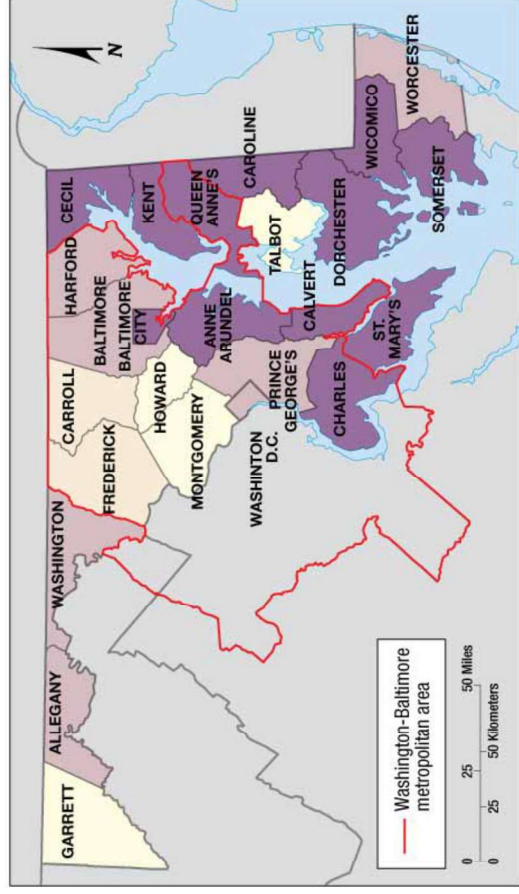 N
GARRETT
ALLEGANY
WASHINGTON
FREDERICK
CARROLL
BALTIMORE
HARFORD
CECIL
BALTIMORE
CITY
KENT
HOWARD
MONTGOMERY
ANNE
ARUNDEL
QUEEN
ANNE'S
CAROLINE
WASHINTON
D.C.
PRINCE
GEORGE'S
TALBOT
CALVERT
CHARLES
DORCHESTER
ST.
MARY'S
WICOMICO
WORCESTER
SOMERSET
Washington-Baltimore
metropolitan area
0 25 50 Miles
0 25 50 Kilometers